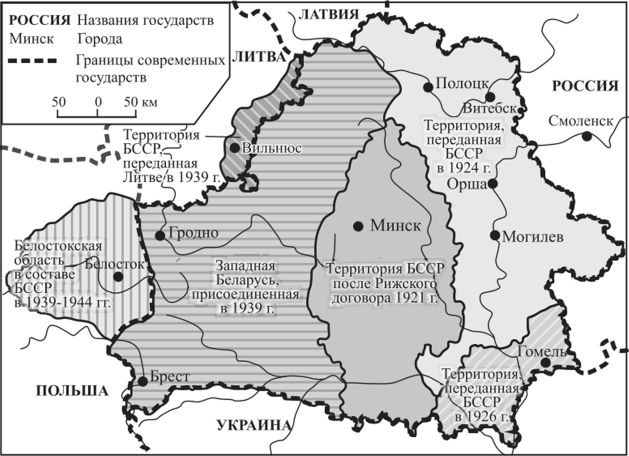 РОССИЯ Названия государств
Минск Города
Границы современных
государств
50 0 50 км
ЛАТВИЯ
ЛИТВА
РОССИЯ
Полоцк
Витебск
Смоленск
Территория,
переданная
БССР
в 1924 г.
Орша
Могилев
Территория
БССР,
переданная
Литве в 1939 г.
Вильнюс
Гродно
Минск
Белостокская
область
в составе
БССР
в 1939-1944 гг.
Белосток
Западная
Беларусь,
присоединенная
в 1939 г.
Территория БССР
после Рижского
договора 1921 г.
Гомель
Территория,
переданная
БССР
в 1926 г.
Брест
ПОЛЬША
УКРАИНА